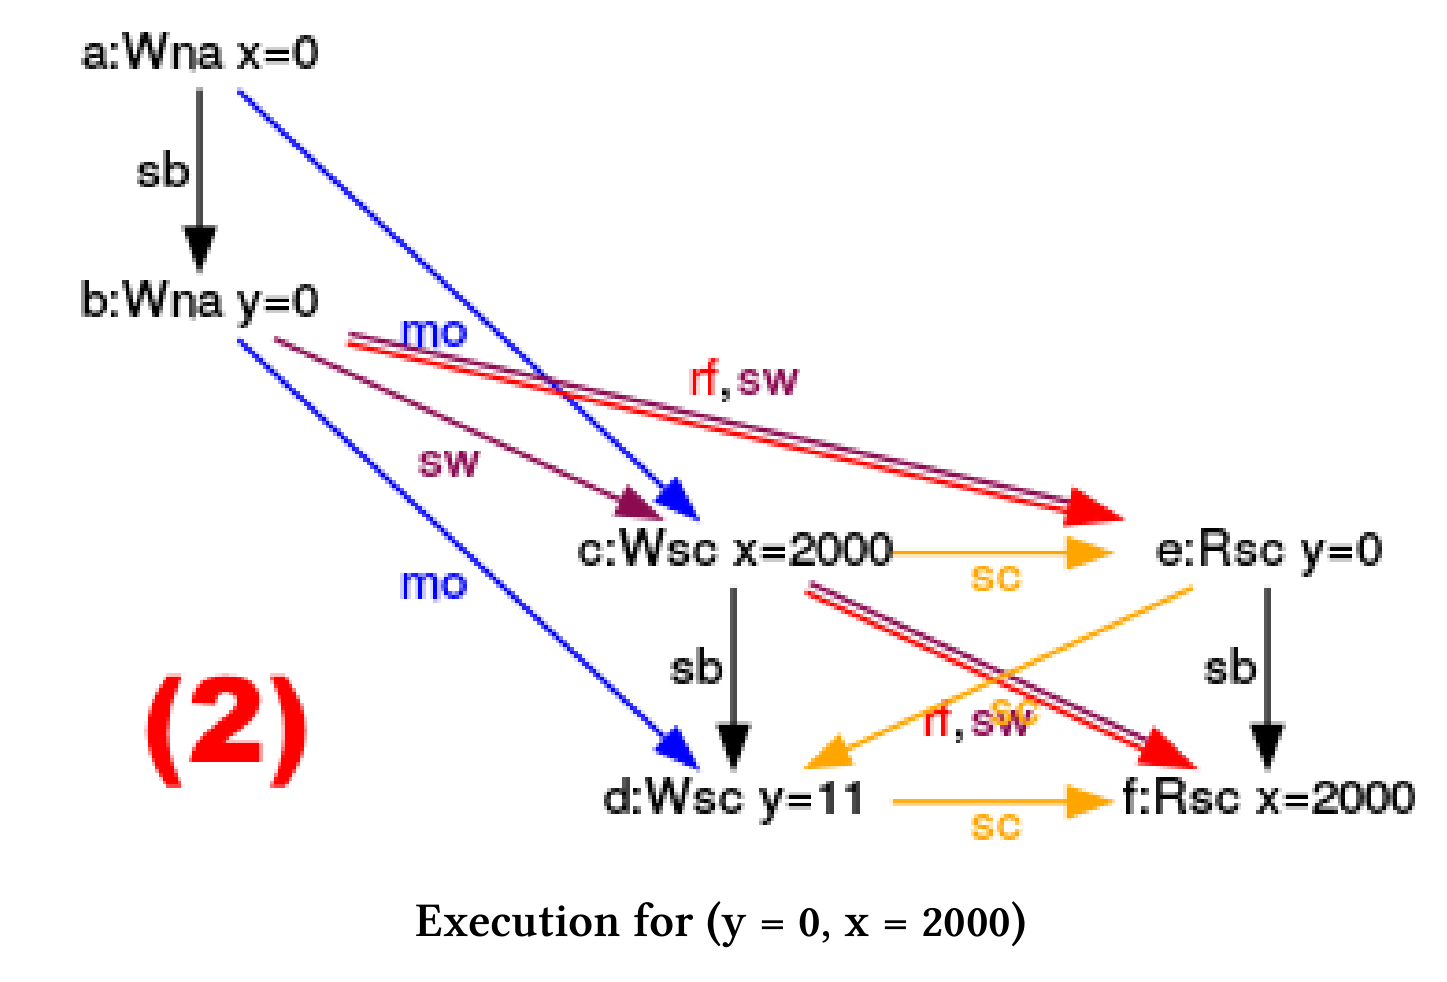 a:Wna x=0
sb
b:Wna y=0
mo
rf,sw
sw
c:Wsc x=2000
e:Rsc y=0
sc
mo
sb
sb
sc
rf,sw
(2)
d:Wsc y=11
f:Rsc x=2000
sc
Execution for (y = 0, x = 2000)